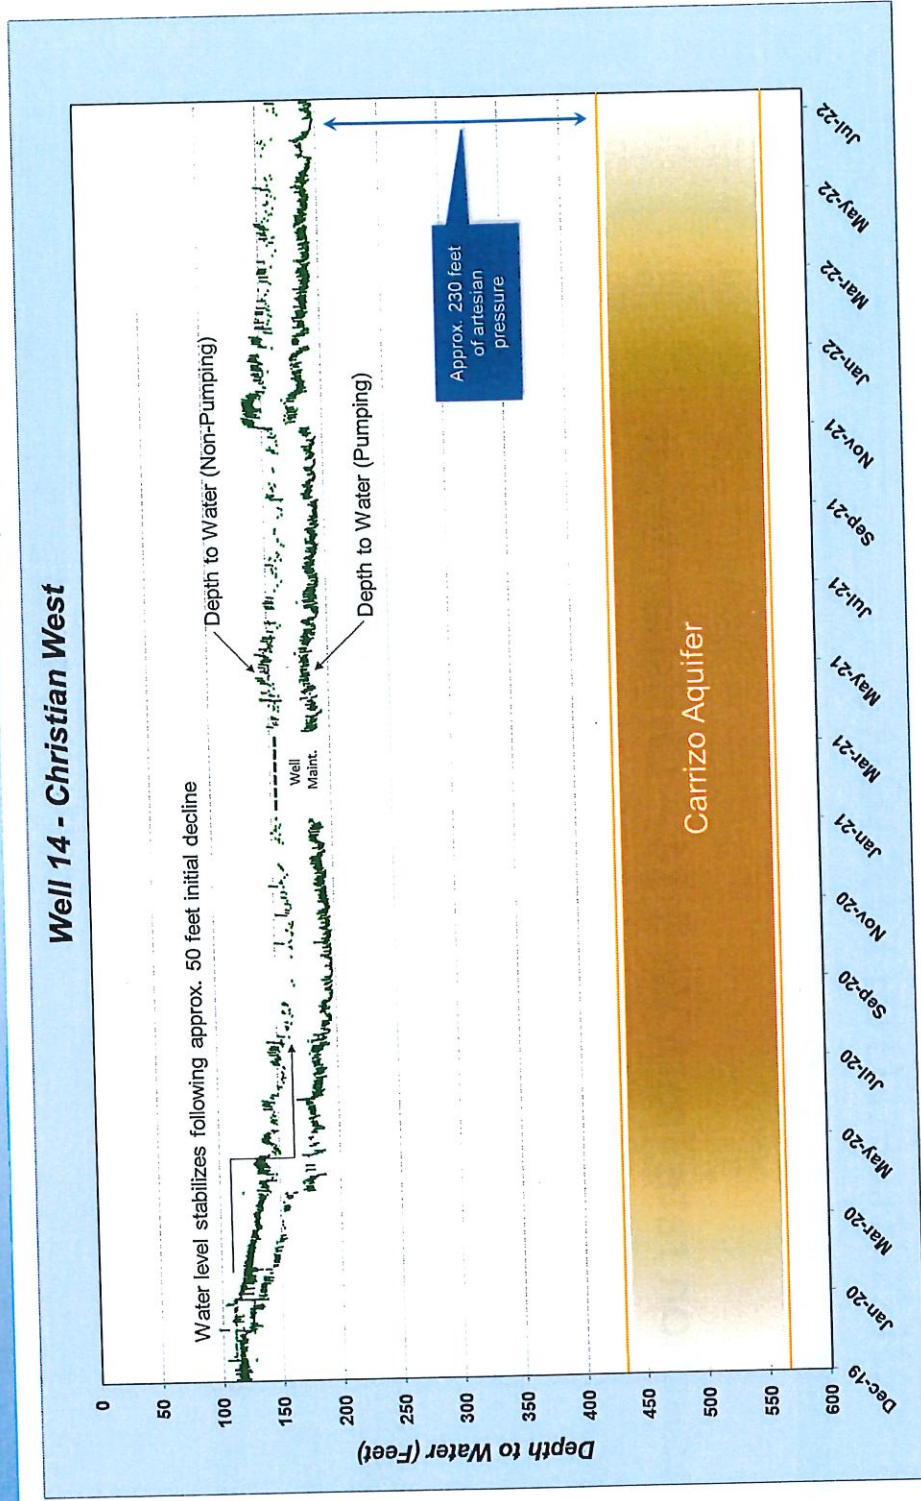 Well 14 - Christian West
Water level stabilizes following approx. 50 feet initial decline
Depth to Water (Non-Pumping)
Well
Maint.
Depth to Water (Pumping)
Approx. 230 feet
of artesian
pressure
Carrizo Aquifer
Depth to Water (Feet)
0
50
100
150
200
250
300
350
400
450
500
550
600
Dec-19
Jan-20
Mar-20
May-20
Jul-20
Sep-20
Nov-20
Jan-21
Mar-21
May-21
Jul-21
Sep-21
Nov-21
Jan-22
Mar-22
May-22
Jul-22